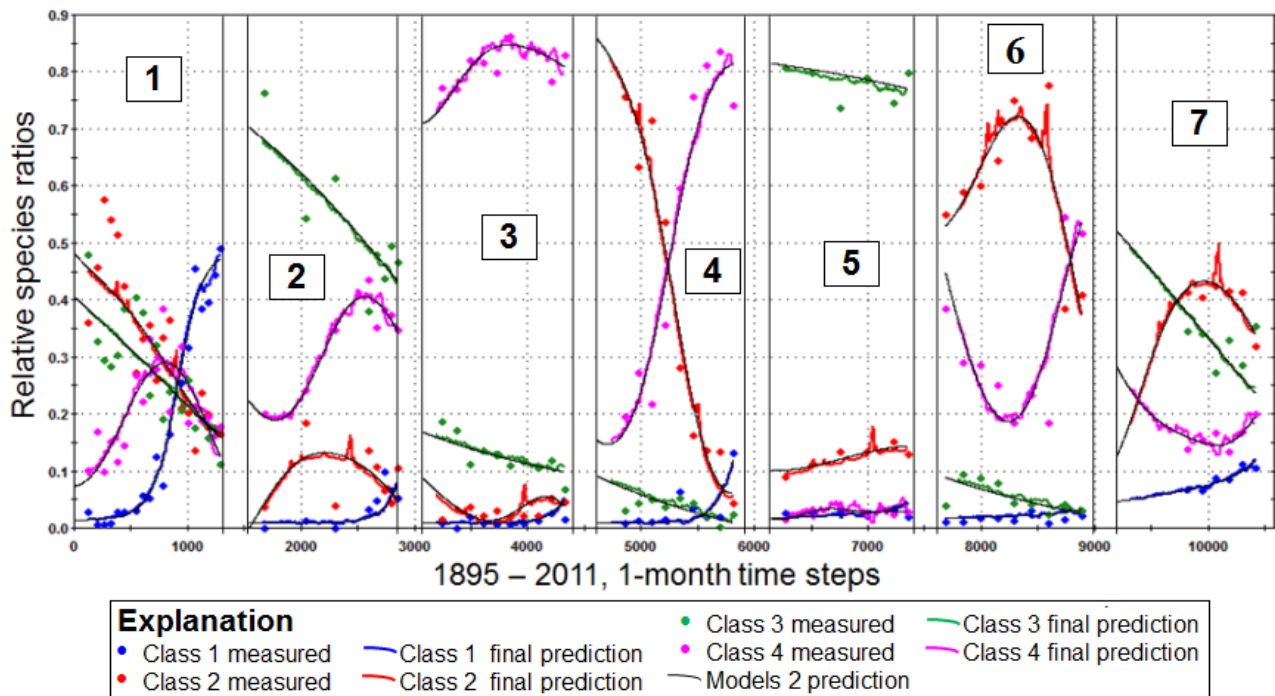 0.9
0.8
0.7
0.6
0.5
0.4
0.3
0.2
0.1
0.0
Relative species ratios
1
2
3
4
5
6
7
0 1000 2000 3000 4000 5000 6000 7000 8000 9000 10000
1895 – 2011, 1-month time steps
Explanation
Class 1 measured Class 1 final prediction
Class 2 measured Class 2 final prediction
Class 3 measured Class 3 final prediction
Class 4 measured Class 4 final prediction
Models 2 prediction